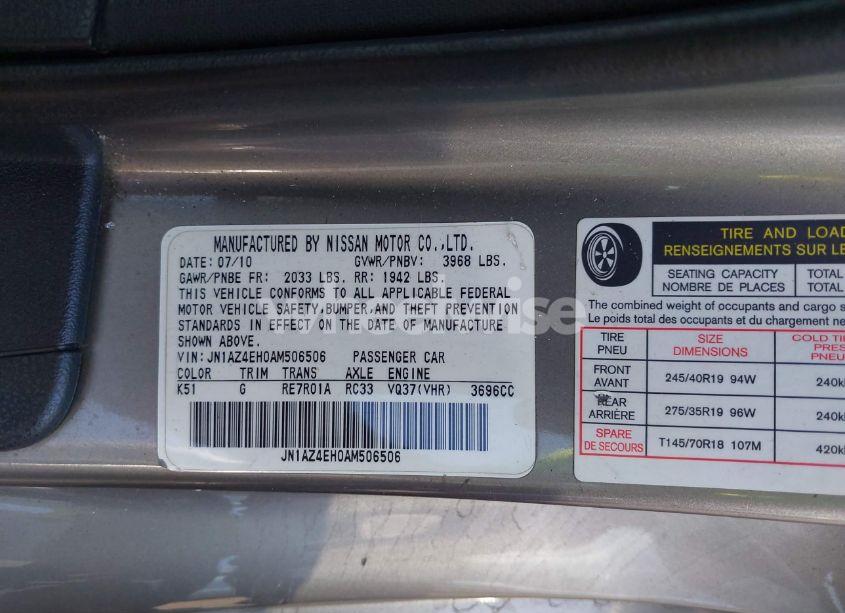 MANUFACTURED BY NISSAN MOTOR CO.,LTD.
DATE: 07/10 GVWR/PNBV: 3968 LBS.
GAWR/PNBE FR: 2033 LBS. RR: 1942 LBS.
THIS VEHICLE CONFORMS TO ALL APPLICABLE FEDERAL
MOTOR VEHICLE SAFETY,BUMPER,AND THEFT PREVENTION
STANDARDS IN EFFECT ON THE DATE OF MANUFACTURE
SHOWN ABOVE.
VIN: JN1AZ4EH0AM506506 PASSENGER CAR
COLOR TRIM TRANS AXLE ENGINE
K51 G RE7R01A RC33 VQ37(VHR) 3696CC
JN1AZ4EH0AM506506
TIRE AND LOAD
RENSEIGNEMENTS SUR LE
SEATING CAPACITY TOTAL
NOMBRE DE PLACES TOTAL
The combined weight of occupants and cargo s
Le poids total des occupants et du chargement ne
TIRE SIZE COLD TI
PNEU DIMENSIONS PRES
PNEU
FRONT
AVANT 245/40R19 94W 240k
REAR
ARRIÈRE 275/35R19 96W 240k
SPARE
DE SECOURS T145/70R18 107M 420k